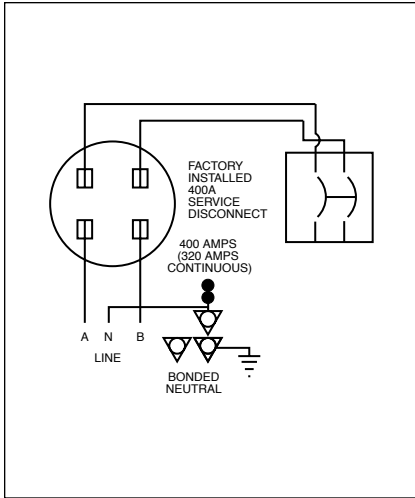 FACTORY
INSTALLED
400A
SERVICE
DISCONNECT
400 AMPS
(320 AMPS
CONTINUOUS)
A N B
LINE
BONDED
NEUTRAL